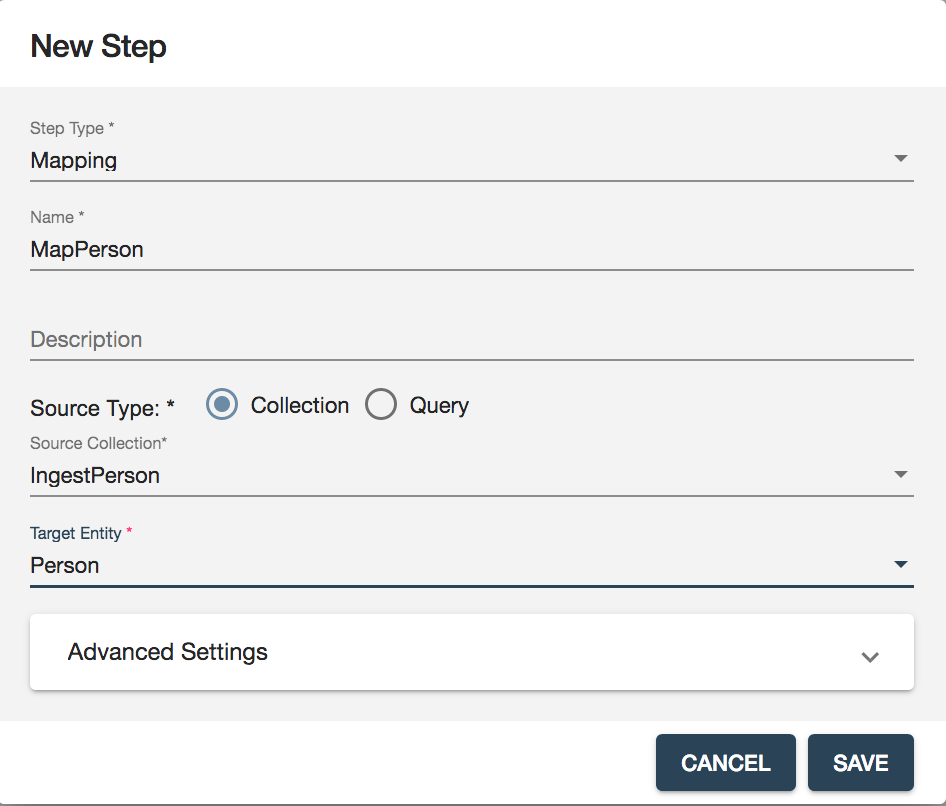 New Step
Step Type *
Mapping
Name *
MapPerson
Description
Source Type: * Collection Query
Source Collection*
IngestPerson
Target Entity *
Person
Advanced Settings
CANCEL SAVE